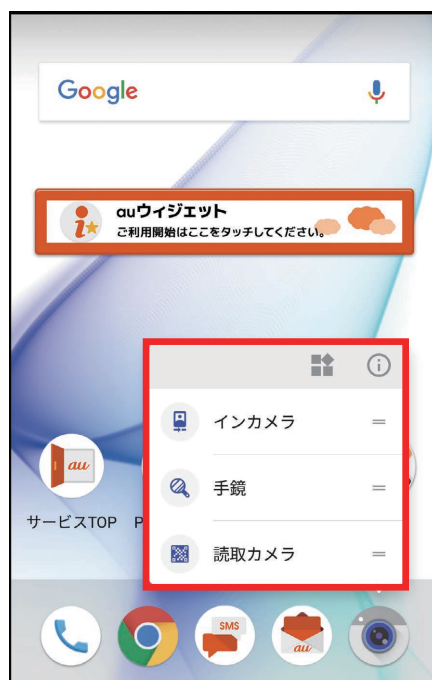 Google
auウィジェット
ご利用開始はここをタッチしてください。
インカメラ
手鏡
読取カメラ
au
サービスTOP
P
SMS
au